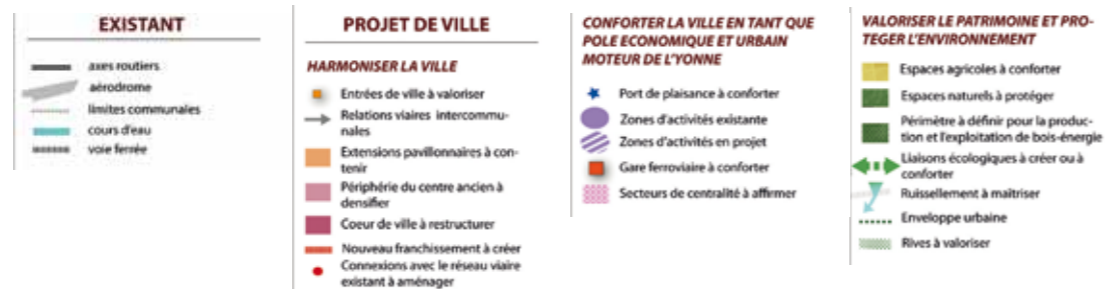 EXISTANT
axes routiers
aérodrome
limites communales
cours d'eau
voie ferrée
PROJET DE VILLE
HARMONISER LA VILLE
Entrées de ville à valoriser
Relations viaires intercommu-
nales
Extensions pavillonnaires à con-
tenir
Périphérie du centre ancien à
densifier
Coeur de ville à restructurer
Nouveau franchissement à créer
Connexions avec le réseau viaire
existant à aménager
CONFORTER LA VILLE EN TANT QUE
POLE ECONOMIQUE ET URBAIN
MOTEUR DE L'YONNE
Port de plaisance à conforter
Zones d'activités existante
Zones d'activités en projet
Gare ferroviaire à conforter
Secteurs de centralité à affirmer
VALORISER LE PATRIMOINE ET PRO-
TEGER L'ENVIRONNEMENT
Espaces agricoles à conforter
Espaces naturels à protéger
Périmètre à définir pour la produc-
tion et l'exploitation de bois-énergie
Liaisons écologiques à créer ou à
conforter
Ruissellement à maîtriser
Enveloppe urbaine
Rives à valoriser